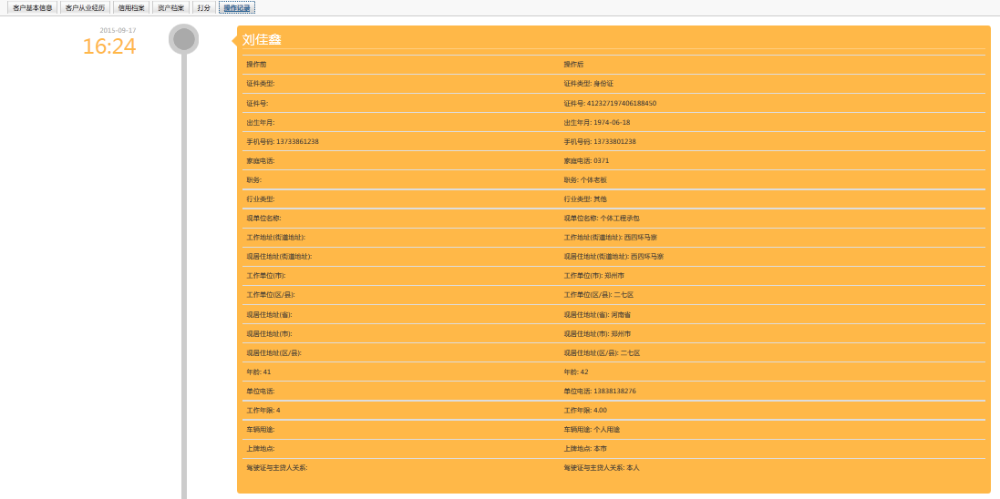 客户基本信息 客户从业经历 信用档案 资产档案 打分 操作记录
2015-09-17
16:24
刘佳鑫
操作前 操作后
证件类型: 证件类型: 身份证
证件号: 证件号: 412327197406188450
出生年月: 出生年月: 1974-06-18
手机号码: 13733861238 手机号码: 13733801238
家庭电话: 家庭电话: 0371
职务: 职务: 个体老板
行业类型: 行业类型: 其他
现单位名称: 现单位名称: 个体工程承包
工作地址(街道地址): 工作地址(街道地址): 西四环马寨
现居住地址(街道地址): 现居住地址(街道地址): 西四环马寨
工作单位(市): 工作单位(市): 郑州市
工作单位(区/县): 工作单位(区/县): 二七区
现居住地址(省): 现居住地址(省): 河南省
现居住地址(市): 现居住地址(市): 郑州市
现居住地址(区/县): 现居住地址(区/县): 二七区
年龄: 41 年龄: 42
单位电话: 单位电话: 13838138276
工作年限: 4 工作年限: 4.00
车辆用途: 车辆用途: 个人用途
上牌地点: 上牌地点: 本市
驾驶证与主贷人关系: 驾驶证与主贷人关系: 本人